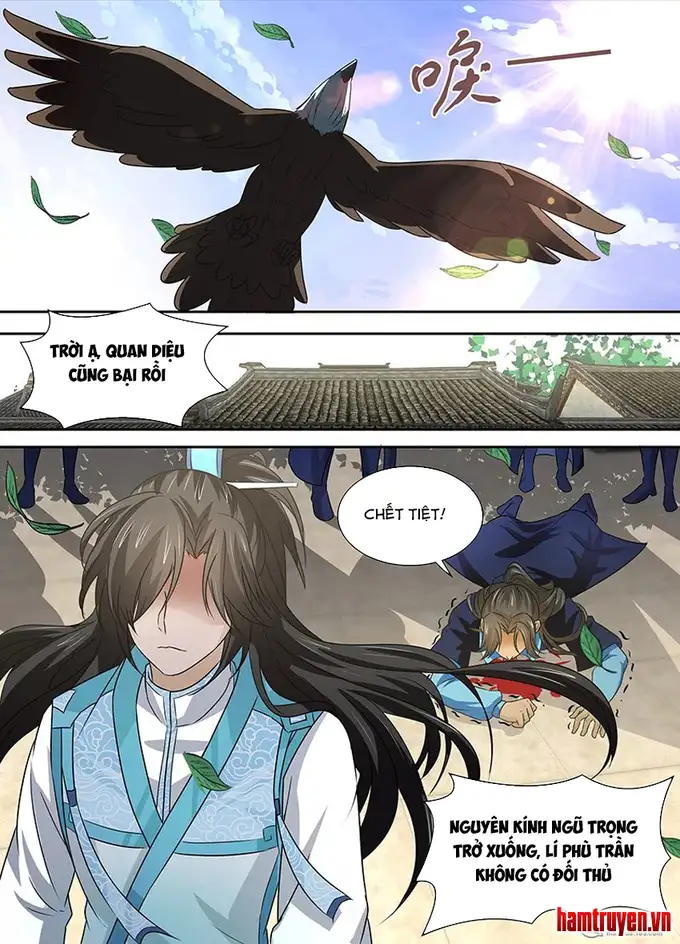 唳——
TRỜI Ạ, QUAN DIỆU
CŨNG BẠI RỒI
CHẾT TIỆT!
NGUYÊN KÍNH NGŨ TRỌNG
TRỞ XUỐNG, LÍ PHÙ TRẦN
KHÔNG CÓ ĐỐI THỦ
hamtruyen.vn